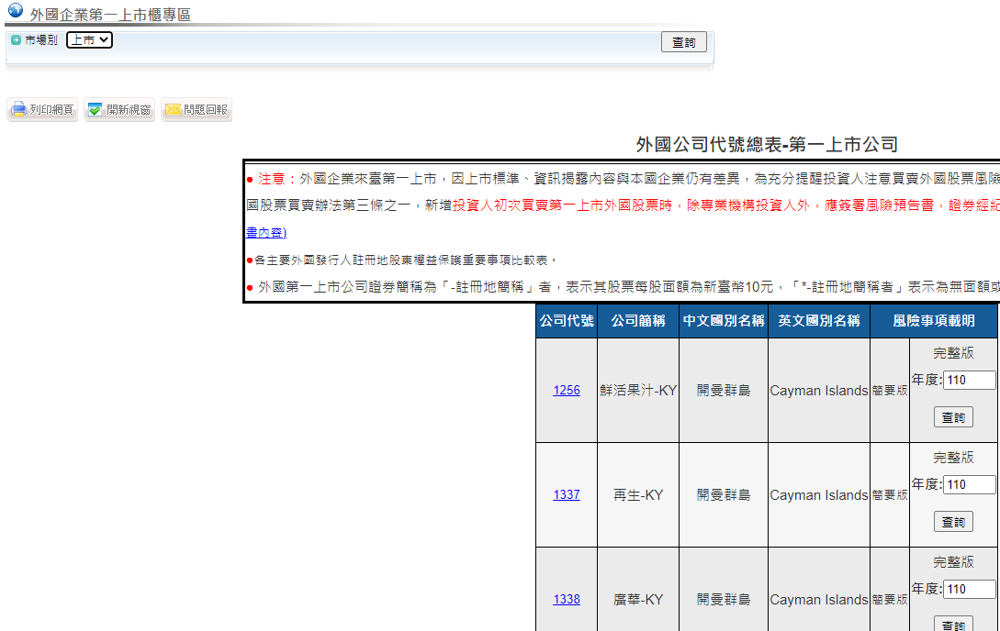 外國企業第一上市櫃專區
市場別 上市 查詢
列印網頁 開新視窗 問題回報
外國公司代號總表-第一上市公司
● 注意：外國企業來臺第一上市，因上市標準、資訊揭露內容與本國企業仍有差異，為充分提醒投資人注意買賣外國股票風險
國股票買賣辦法第三條之一，新增投資人初次買賣第一上市外國股票時，除專業機構投資人外，應簽署風險預告書，證券經紀
書內容)
●各主要外國發行人註冊地股東權益保護重要事項比較表。
● 外國第一上市公司證券簡稱為「-註冊地簡稱」者，表示其股票每股面額為新臺幣10元，「*-註冊地簡稱者」表示為無面額或
公司代號 公司簡稱 中文國別名稱 英文國別名稱 風險事項載明
1256 鮮活果汁-KY 開曼群島 Cayman Islands 簡要版 完整版
年度: 110
查詢
1337 再生-KY 開曼群島 Cayman Islands 簡要版 完整版
年度: 110
查詢
1338 廣華-KY 開曼群島 Cayman Islands 簡要版 完整版
年度: 110
查詢